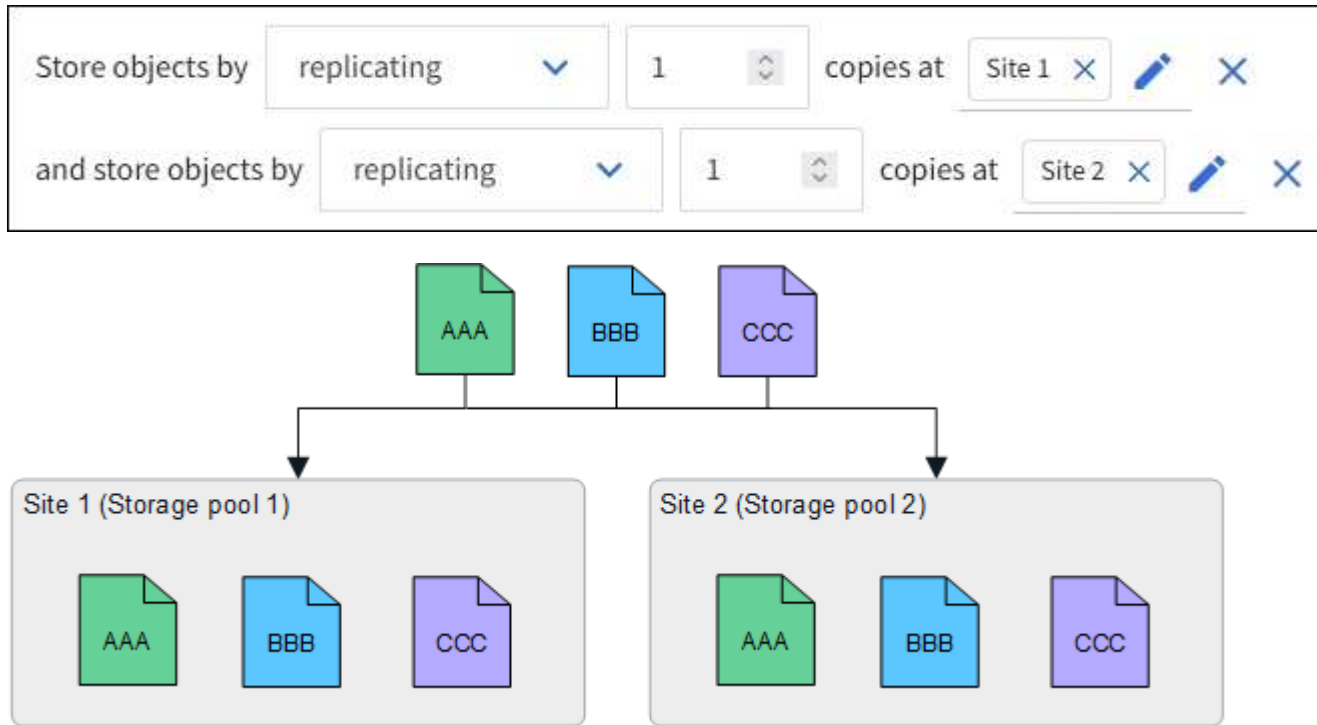 Store objects by replicating 1 copies at Site 1
and store objects by replicating 1 copies at Site 2
AAA BBB CCC
Site 1 (Storage pool 1) Site 2 (Storage pool 2)
AAA BBB CCC AAA BBB CCC